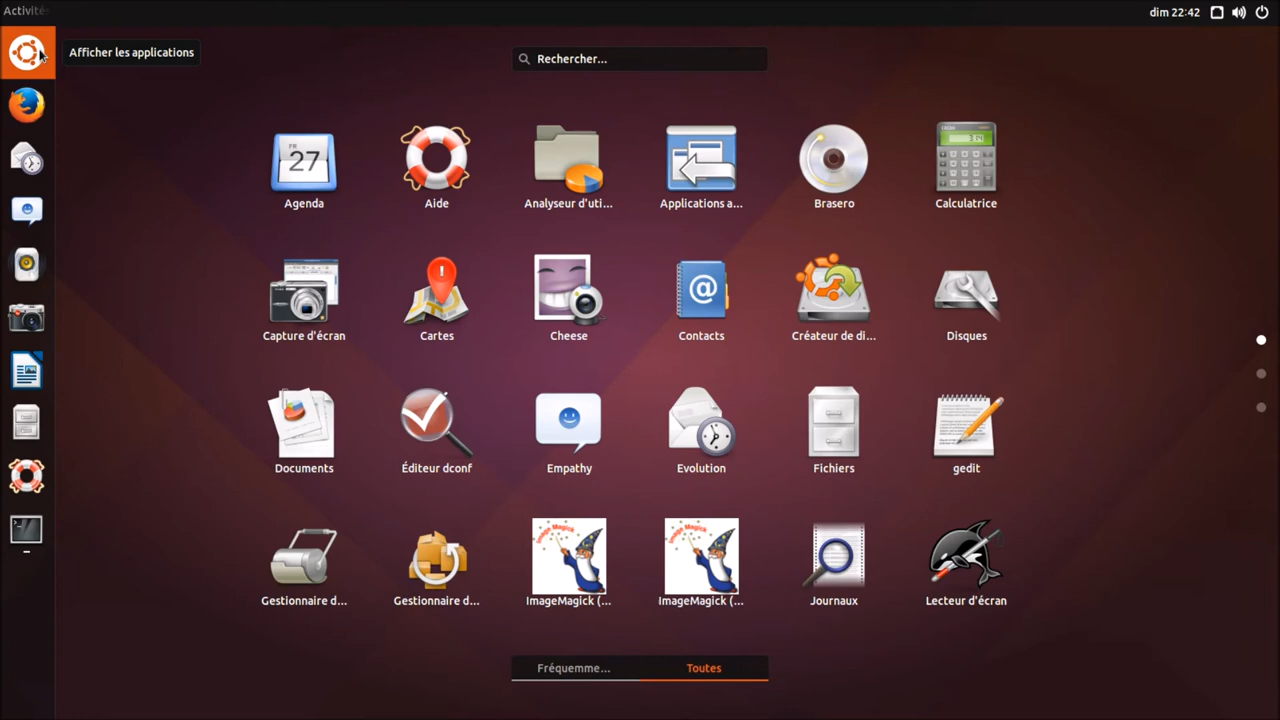 Activités
dim 22:42
Afficher les applications
Rechercher...
FR
27
Agenda
Aide
Analyseur d'uti...
Applications a...
Brasero
Calculatrice
Capture d'écran
Cartes
Cheese
Contacts
Créateur de di...
Disques
Documents
Éditeur dconf
Empathy
Evolution
Fichiers
gedit
Gestionnaire d...
Gestionnaire d...
ImageMagick (...
ImageMagick (...
Journaux
Lecteur d'écran
Fréquemme...
Toutes